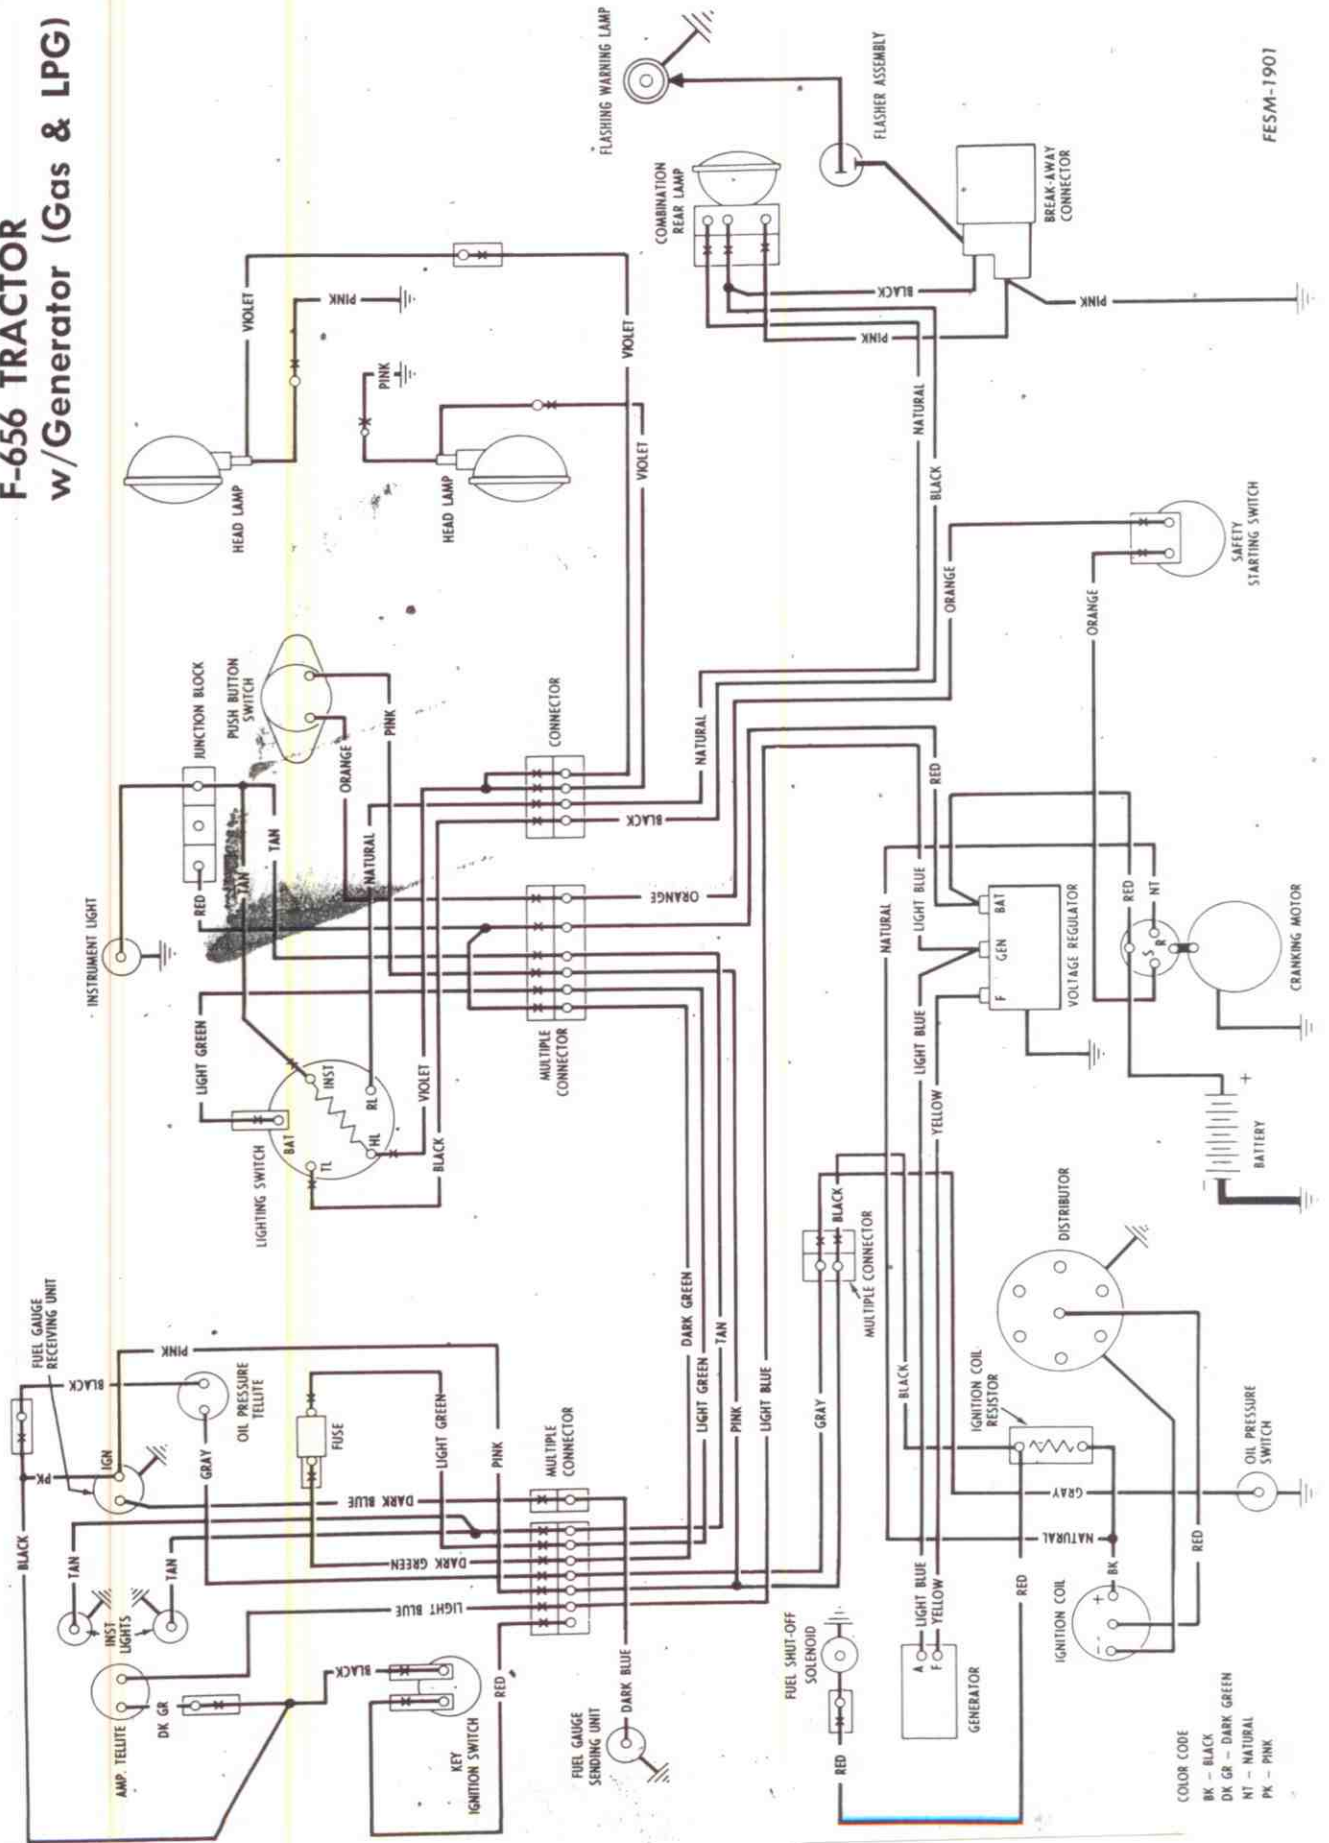 F-656 TRACTOR
w/Generator (Gas & LPG)
FLASHING WARNING LAMP
FLASHER ASSEMBLY
COMBINATION
REAR LAMP
BREAK-AWAY
CONNECTOR
FESM-1901
VIOLET
PINK
PINK
HEAD LAMP
HEAD LAMP
VIOLET
VIOLET
BLACK
PINK
PINK
NATURAL
BLACK
ORANGE
ORANGE
SAFETY
STARTING SWITCH
JUNCTION BLOCK
PUSH BUTTON
SWITCH
CONNECTOR
INSTRUMENT LIGHT
RED
TAN
TAN
ORANGE
PINK
NATURAL
NATURAL
BLACK
ORANGE
RED
LIGHT GREEN
LIGHTING SWITCH
BAT
INST
TL
RL
HL
VIOLET
BLACK
MULTIPLE
CONNECTOR
NATURAL
LIGHT BLUE
LIGHT BLUE
YELLOW
F
GEN
BAT
VOLTAGE REGULATOR
RED
NT
S
R
CRANKING MOTOR
-
+
BATTERY
FUEL GAUGE
RECEIVING UNIT
PINK
BLACK
OIL PRESSURE
TELLITE
IGN
PK
GRAY
FUSE
LIGHT GREEN
PINK
MULTIPLE
CONNECTOR
DARK BLUE
DARK GREEN
LIGHT BLUE
DARK GREEN
LIGHT GREEN
TAN
PINK
LIGHT BLUE
GRAY
BLACK
MULTIPLE CONNECTOR
BLACK
DISTRIBUTOR
IGNITION COIL
RESISTOR
OIL PRESSURE
SWITCH
GRAY
NATURAL
RED
BK
RED
BLACK
TAN
TAN
INST
LIGHTS
AMP. TELLITE
DK GR
BLACK
KEY
IGNITION SWITCH
RED
DARK BLUE
FUEL GAUGE
SENDING UNIT
FUEL SHUT-OFF
SOLENOID
RED
LIGHT BLUE
YELLOW
A
F
GENERATOR
IGNITION COIL
+
-
COLOR CODE
BK - BLACK
DK GR - DARK GREEN
NT - NATURAL
PK - PINK